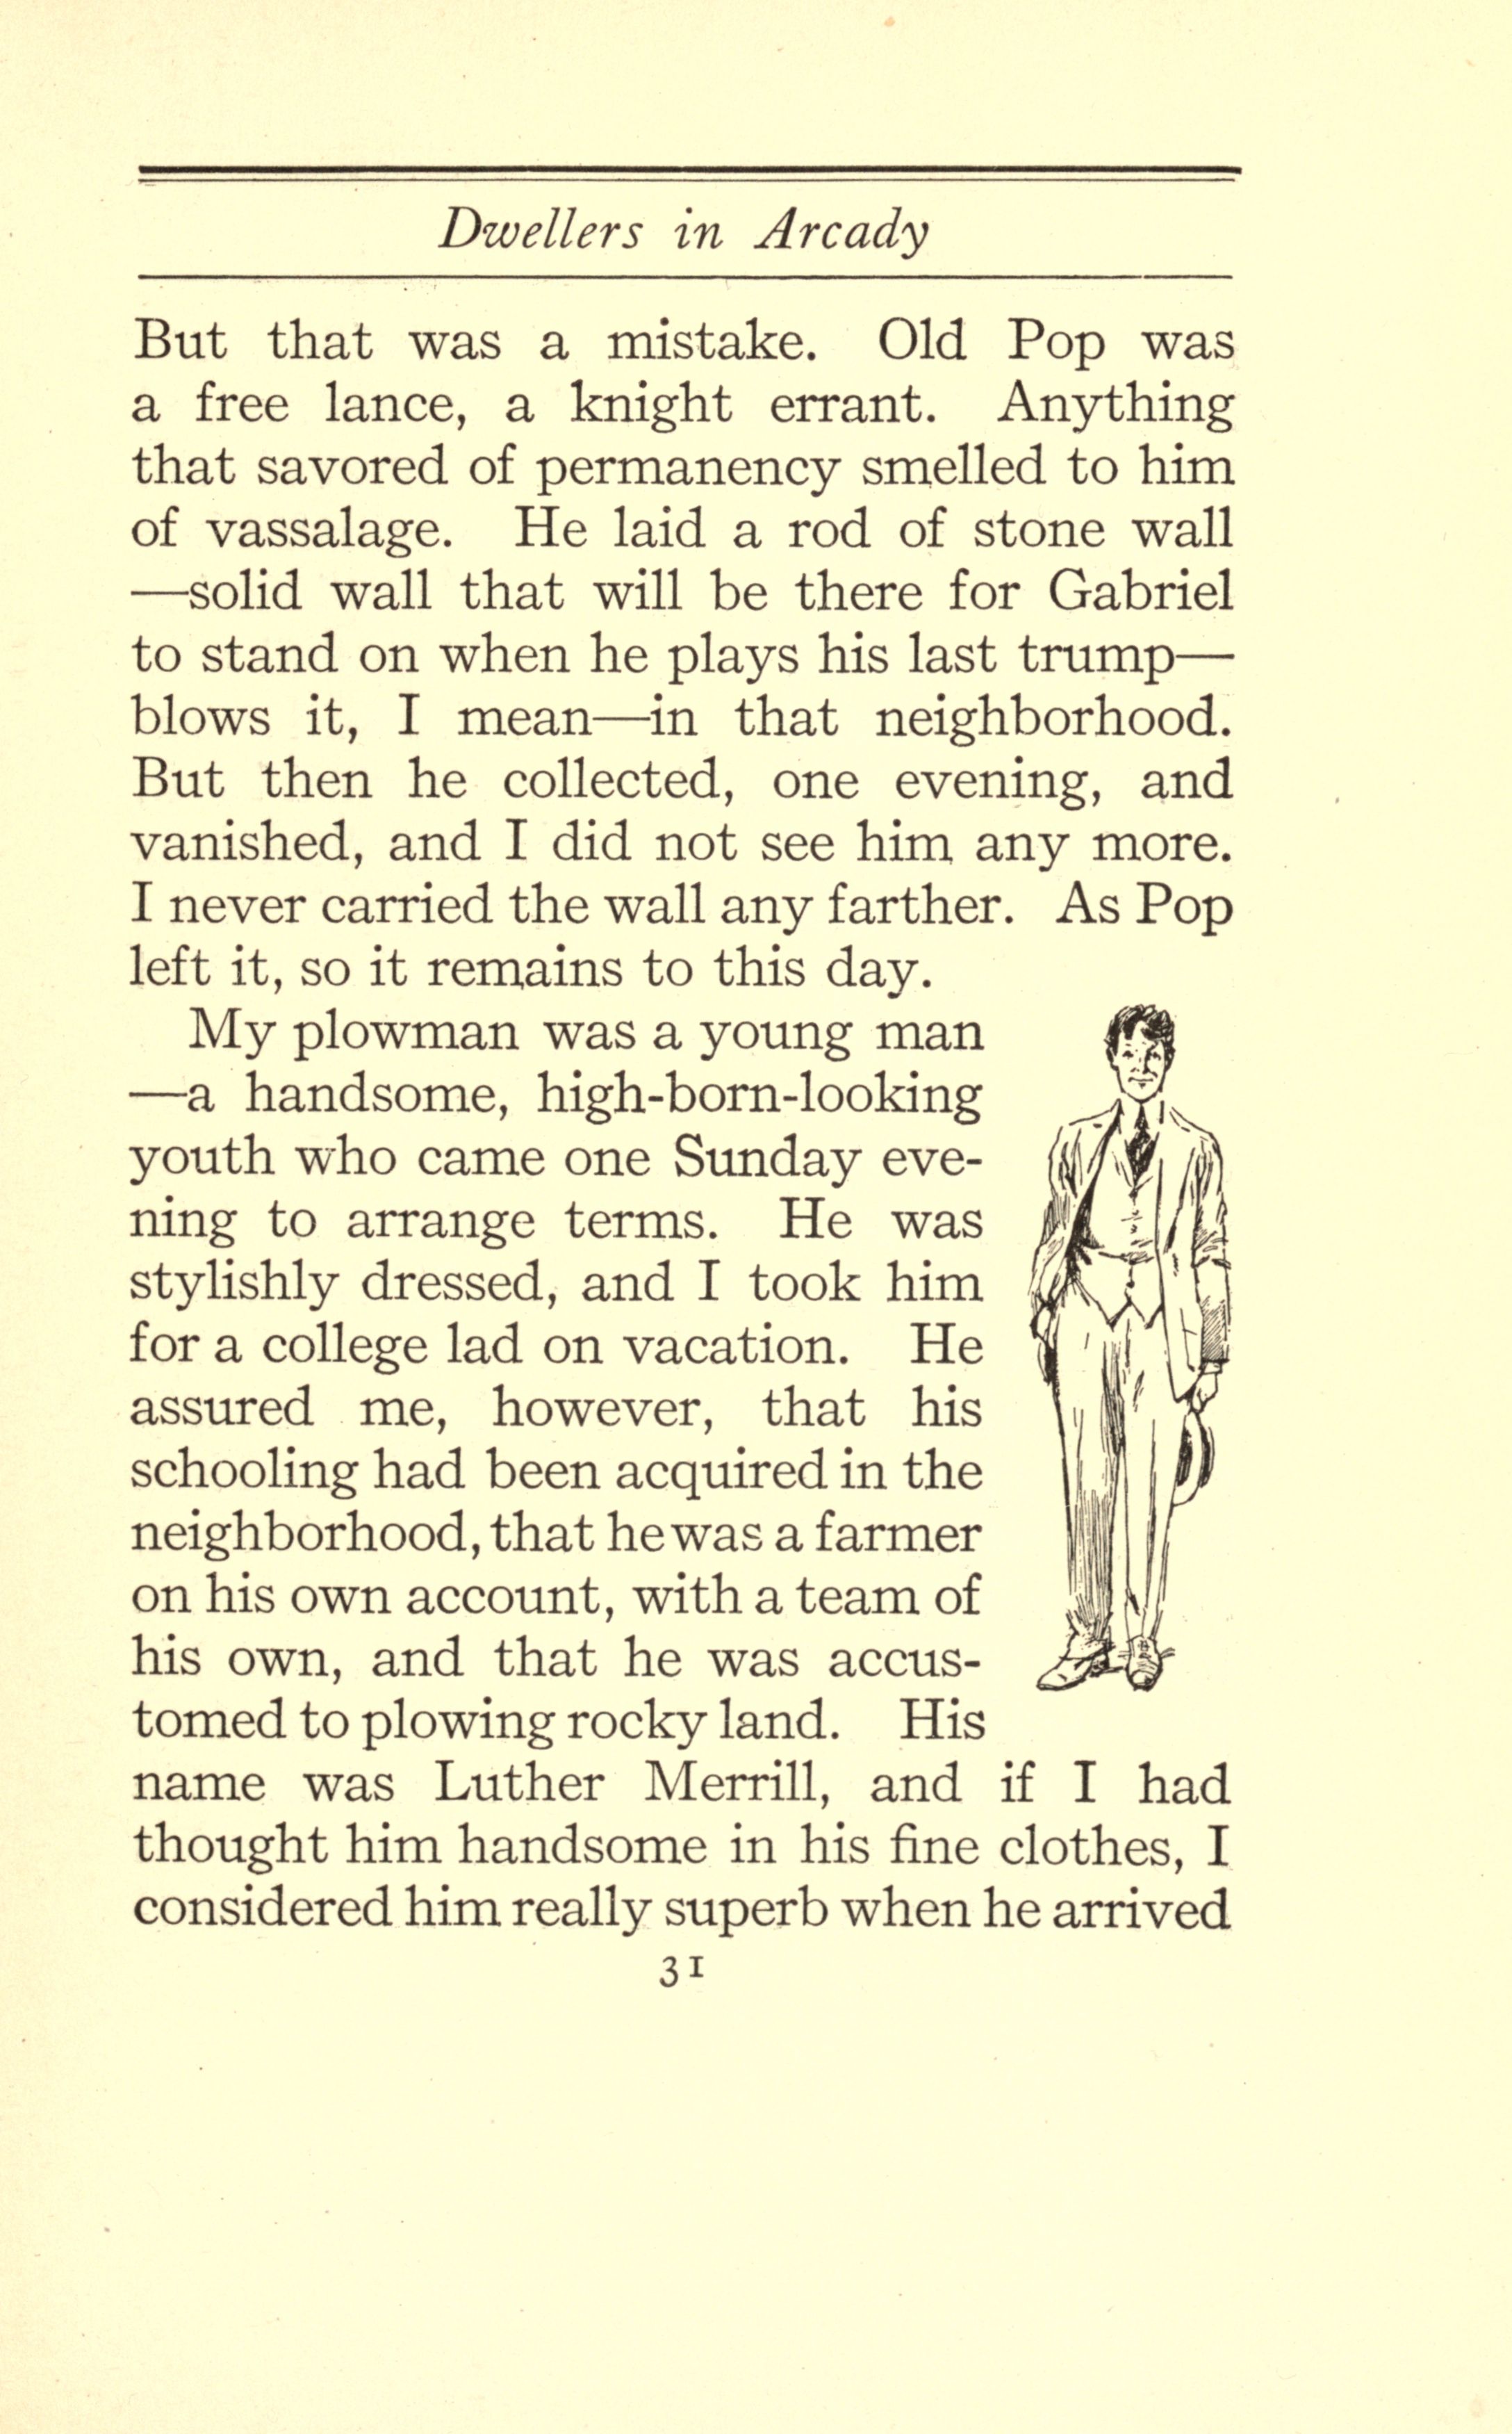 Dwellers in Arcady
But that was a mistake. Old Pop was
a free lance, a knight errant. Anything
that savored of permanency smelled to him
of vassalage. He laid a rod of stone wall
—solid wall that will be there for Gabriel
to stand on when he plays his last trump—
blows it, I mean—in that neighborhood.
But then he collected, one evening, and
vanished, and I did not see him any more.
I never carried the wall any farther. As Pop
left it, so it remains to this day.
My plowman was a young man
—a handsome, high-born-looking
youth who came one Sunday eve-
ning to arrange terms. He was
stylishly dressed, and I took him
for a college lad on vacation. He
assured me, however, that his
schooling had been acquired in the
neighborhood, that he was a farmer
on his own account, with a team of
his own, and that he was accus-
tomed to plowing rocky land. His
name was Luther Merrill, and if I had
thought him handsome in his fine clothes, I
considered him really superb when he arrived
31